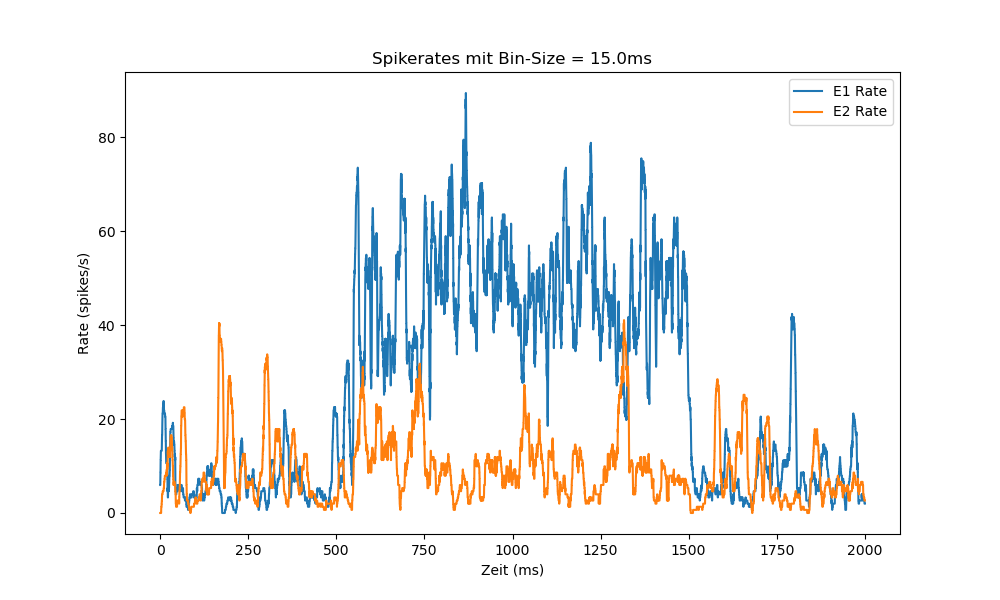 Spikerates mit Bin-Size = 15.0ms
E1 Rate
E2 Rate
Rate (spikes/s)
80
60
40
20
0
0 250 500 750 1000 1250 1500 1750 2000
Zeit (ms)